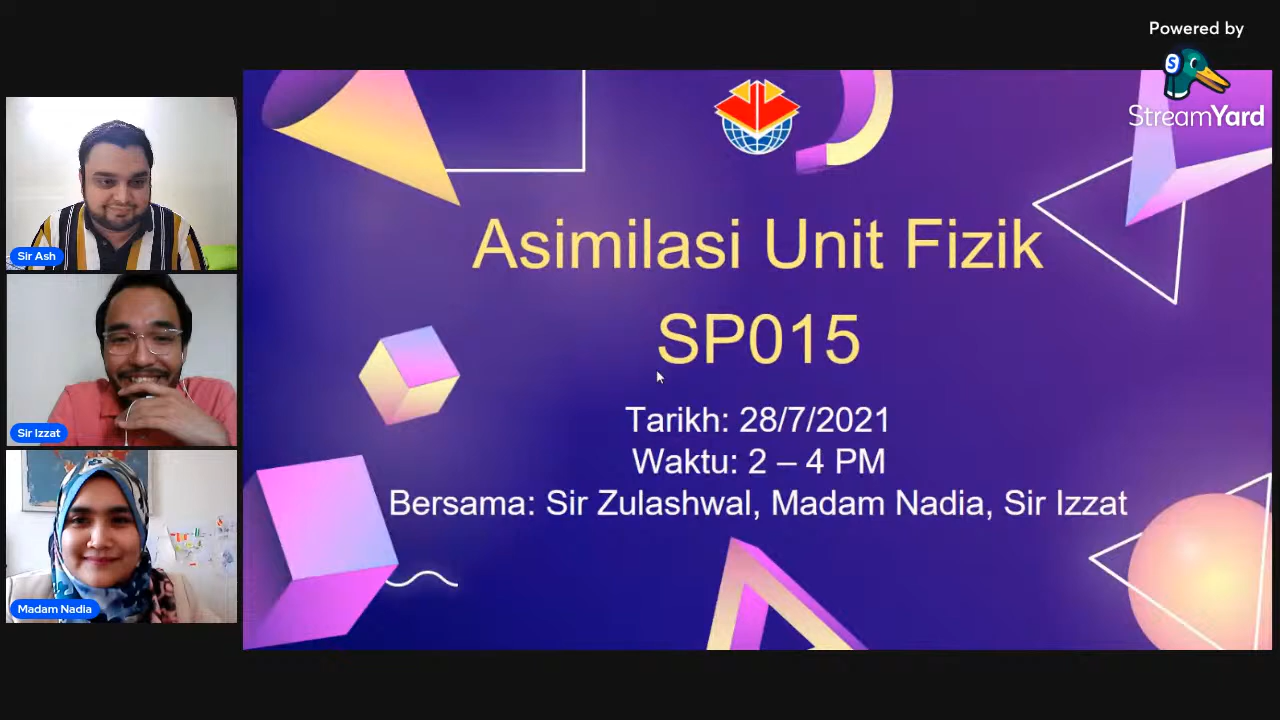 Powered by
StreamYard
Asimilasi Unit Fizik
SP015
Tarikh: 28/7/2021
Waktu: 2 – 4 PM
Bersama: Sir Zulashwal, Madam Nadia, Sir Izzat
Sir Ash
Sir Izzat
Madam Nadia